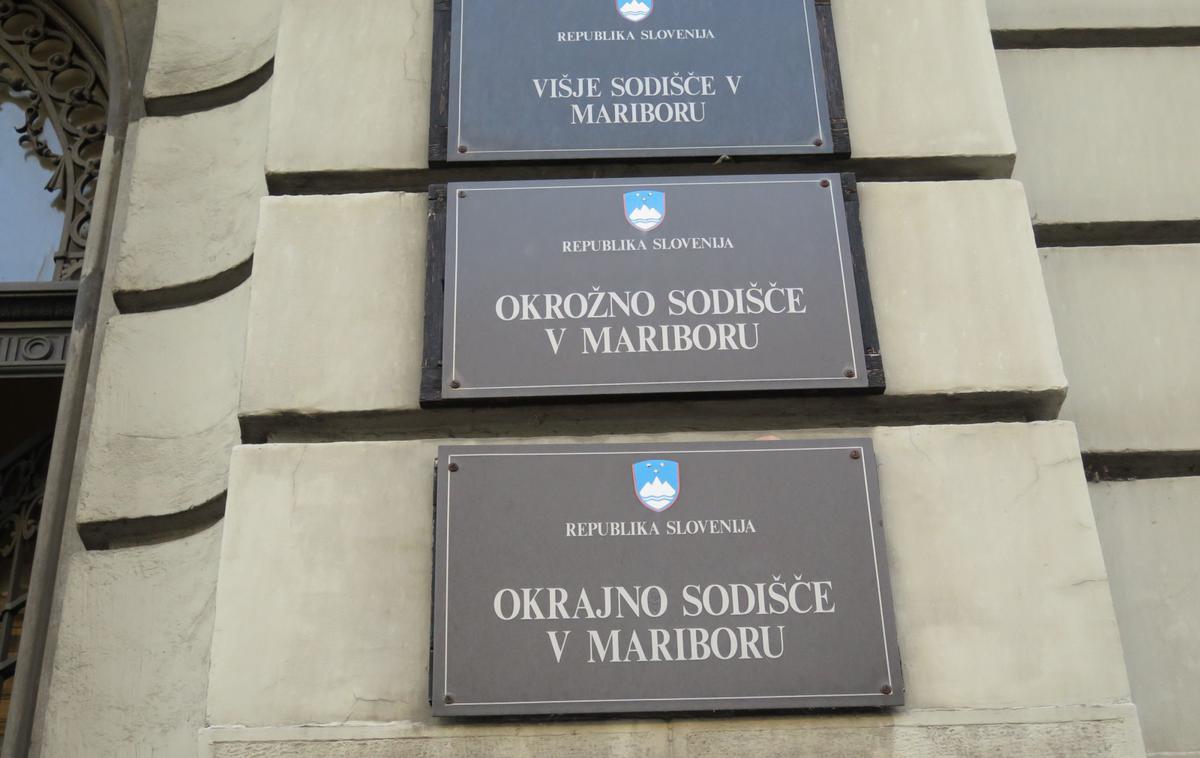 REPUBLIKA SLOVENIJA
VIŠJE SODIŠČE V
MARIBORU
REPUBLIKA SLOVENIJA
OKROŽNO SODIŠČE
V MARIBORU
REPUBLIKA SLOVENIJA
OKRAJNO SODIŠČE
V MARIBORU